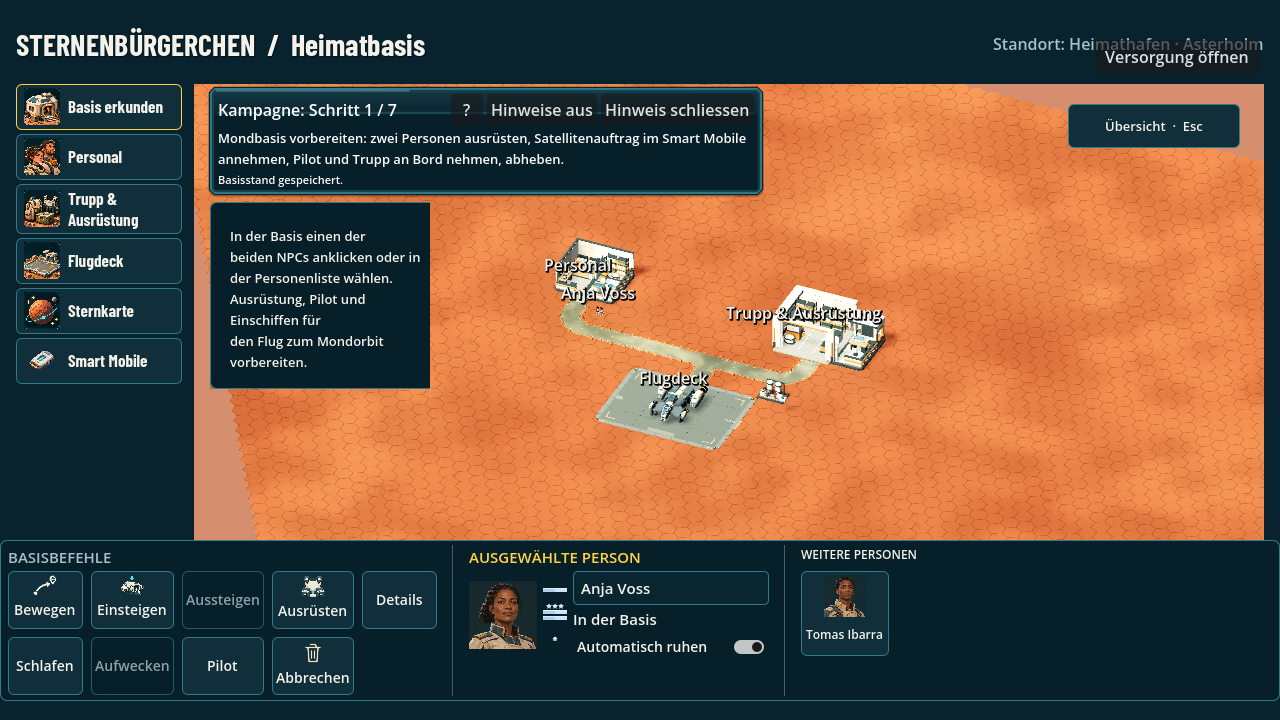 STERNENBÜRGERCHEN / Heimatbasis
Standort: Heimathafen · Asterholm
Versorgung öffnen
Basis erkunden
Personal
Trupp &
Ausrüstung
Flugdeck
Sternkarte
Smart Mobile
Kampagne: Schritt 1 / 7
?
Hinweise aus
Hinweis schliessen
Mondbasis vorbereiten: zwei Personen ausrüsten, Satellitenauftrag im Smart Mobile
annehmen, Pilot und Trupp an Bord nehmen, abheben.
Basisstand gespeichert.
Übersicht · Esc
In der Basis einen der
beiden NPCs anklicken oder in
der Personenliste wählen.
Ausrüstung, Pilot und
Einschiffen für
den Flug zum Mondorbit
vorbereiten.
Personal
Anja Voss
Trupp & Ausrüstung
Flugdeck
BASISBEFEHLE
Bewegen
Einsteigen
Aussteigen
Ausrüsten
Details
Schlafen
Aufwecken
Pilot
Abbrechen
AUSGEWÄHLTE PERSON
Anja Voss
In der Basis
Automatisch ruhen
WEITERE PERSONEN
Tomas Ibarra